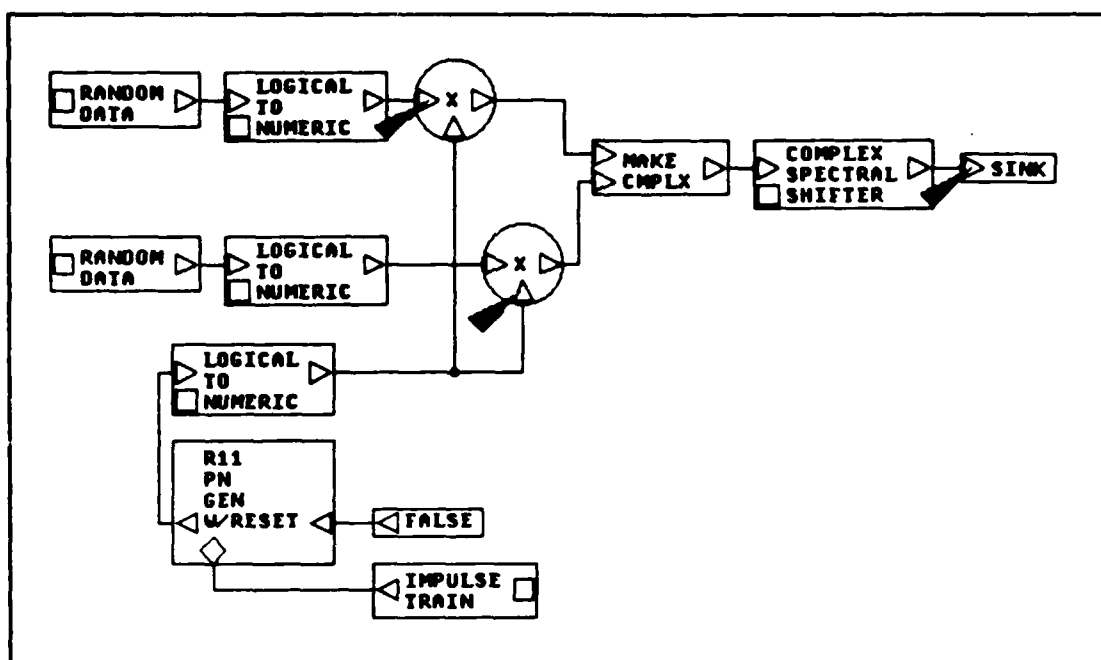 RANDOM
DATA
LOGICAL
TO
NUMERIC
X
MAKE
CMPLX
COMPLEX
SPECTRAL
SHIFTER
SINK
RANDOM
DATA
LOGICAL
TO
NUMERIC
X
LOGICAL
TO
NUMERIC
R11
PN
GEN
W/RESET
FALSE
IMPULSE
TRAIN